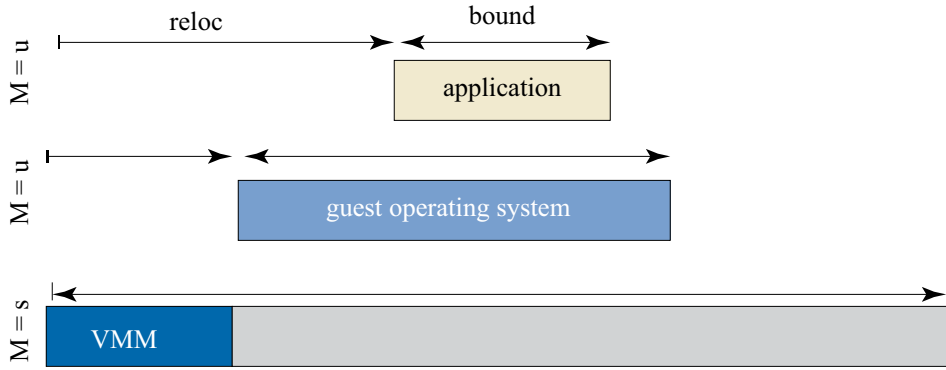 reloc
bound
M = u
application
M = u
guest operating system
M = s
VMM